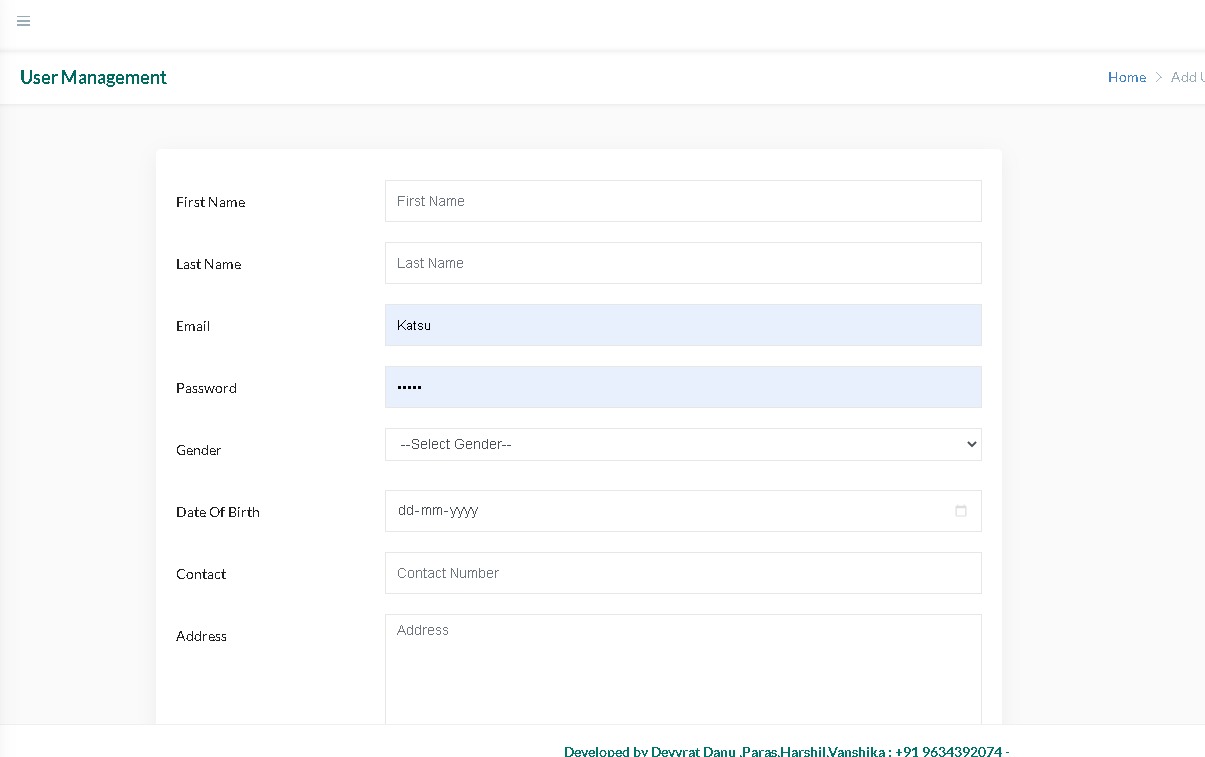 User Management
Home > Add U
First Name First Name
Last Name Last Name
Email Katsu
Password •••••
Gender --Select Gender--
Date Of Birth dd-mm-yyyy
Contact Contact Number
Address Address
Developed by Devvrat Danu ,Paras,Harshil,Vanshika : +91 9634392074 -